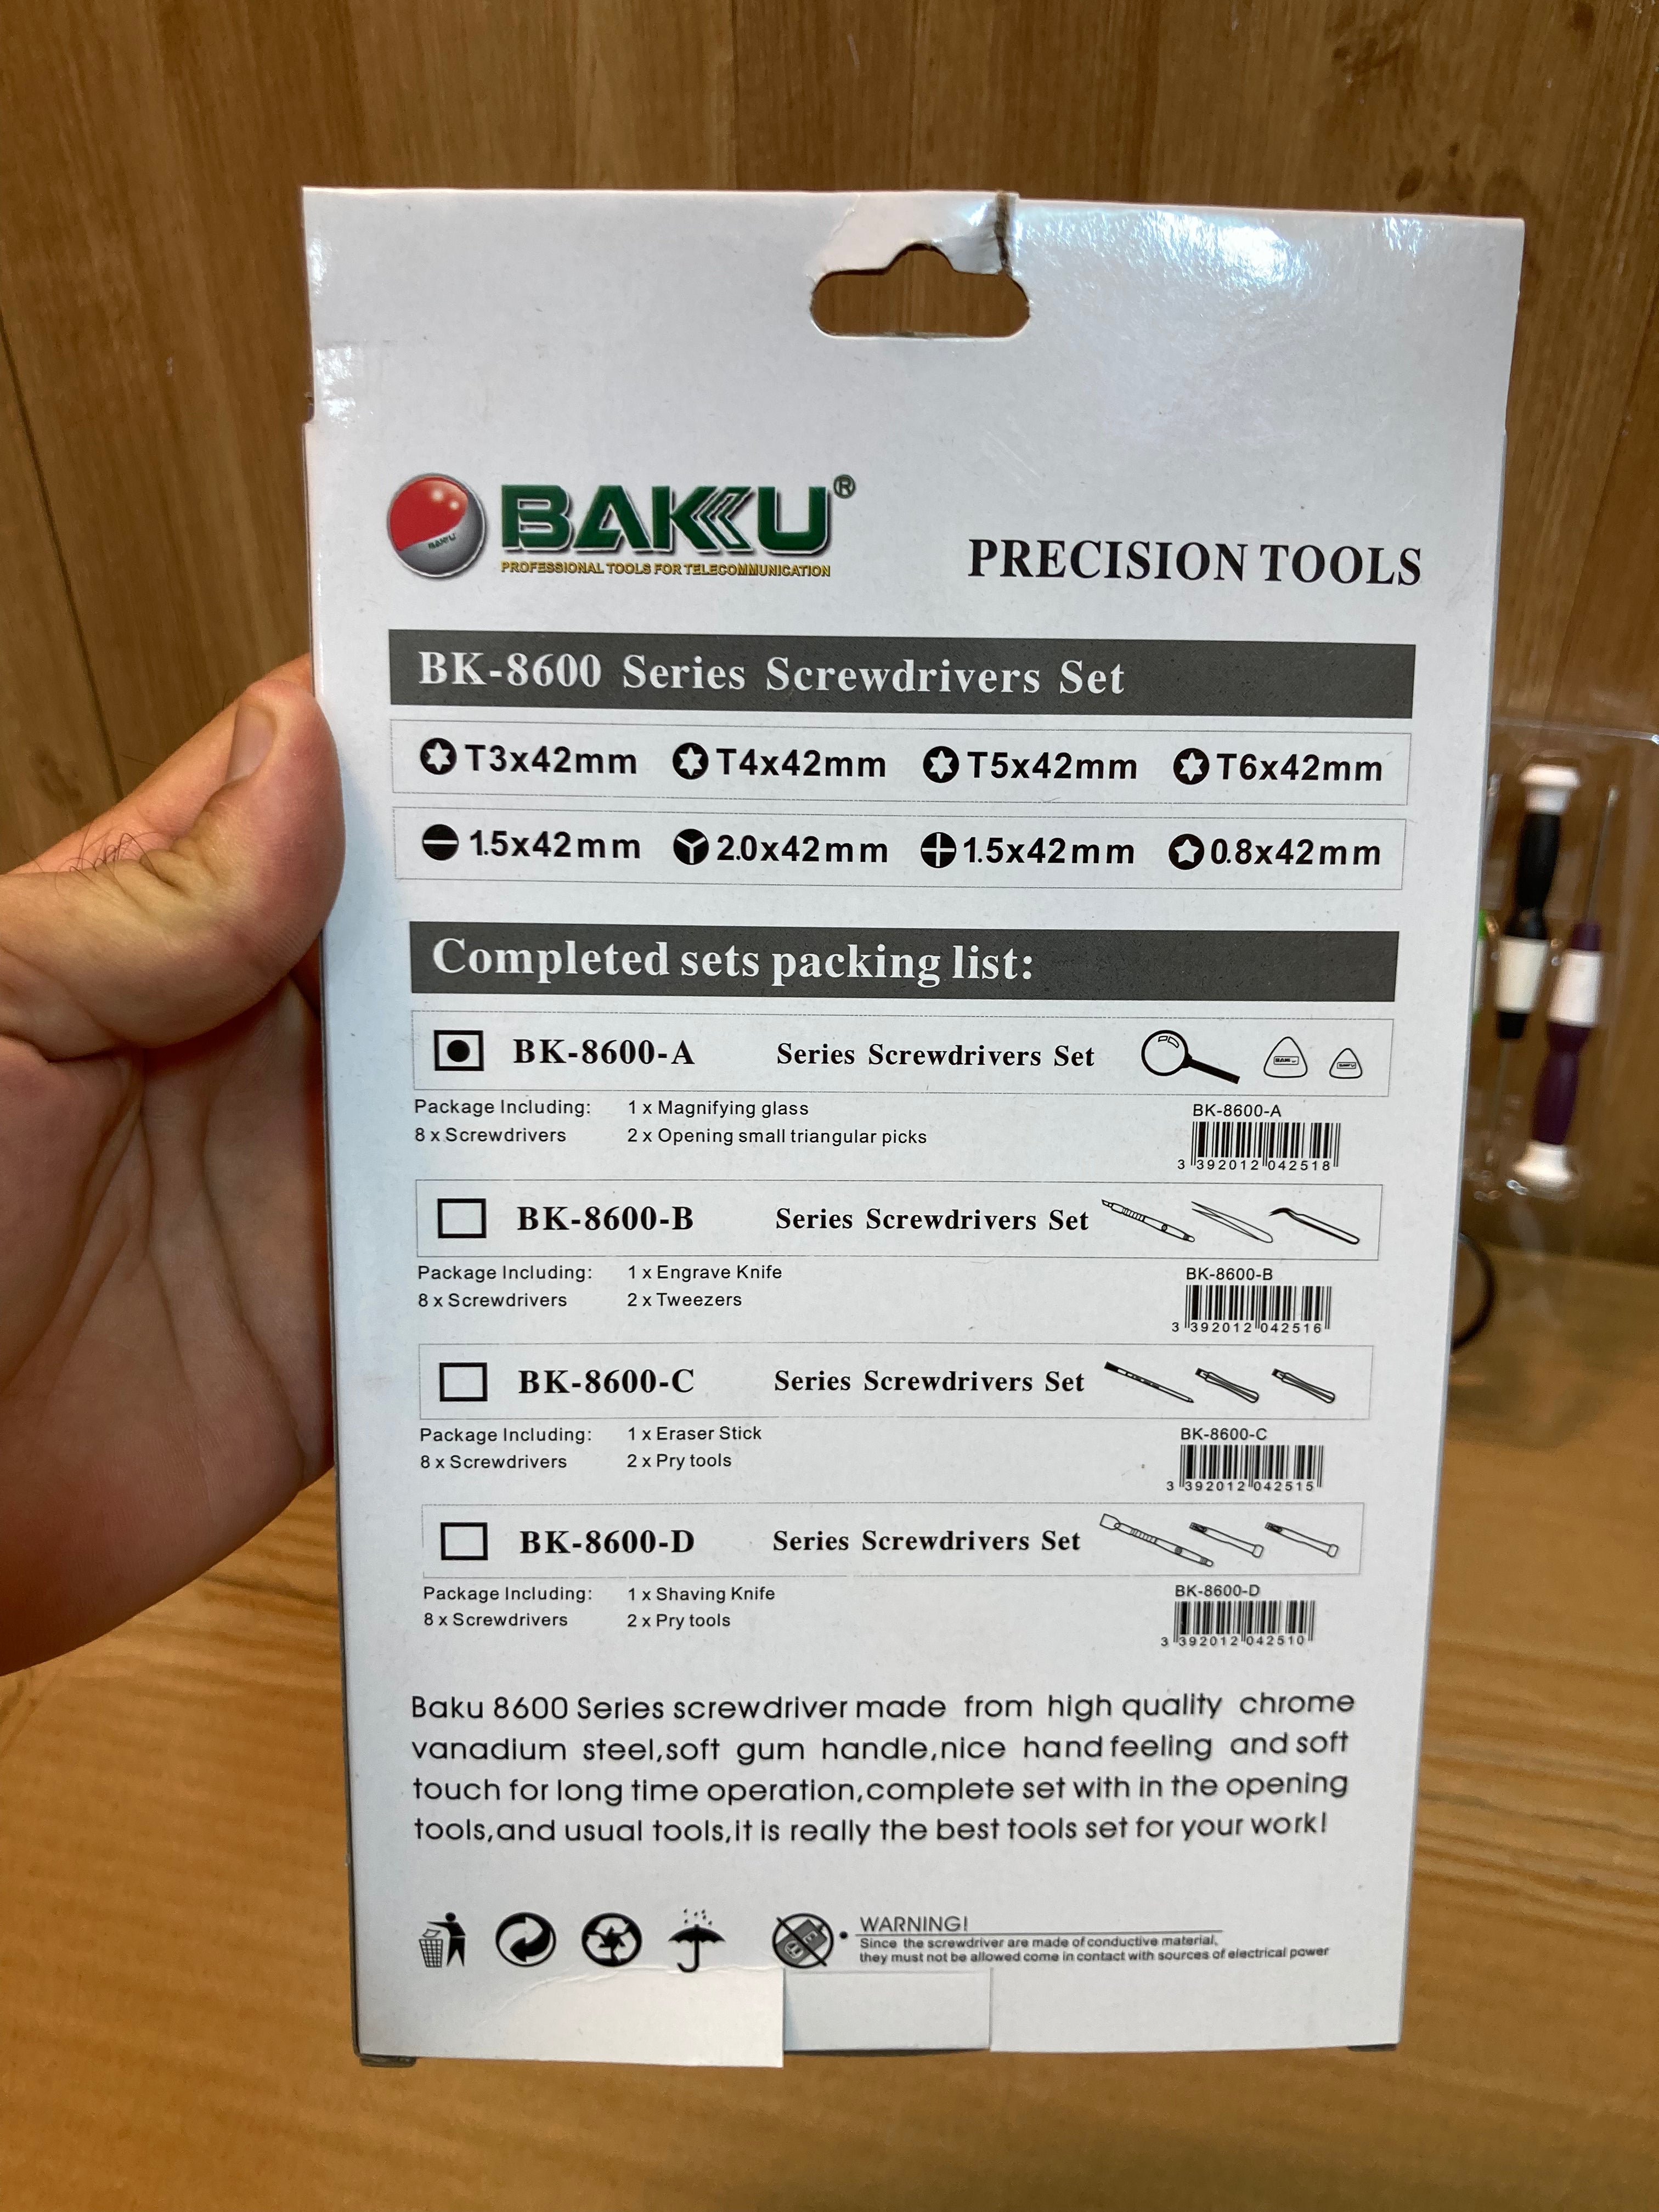 BAKU®
PROFESSIONAL TOOLS FOR TELECOMMUNICATION
PRECISION TOOLS
BK-8600 Series Screwdrivers Set
T3x42mm T4x42mm T5x42mm T6x42mm
1.5x42mm 2.0x42mm 1.5x42mm 0.8x42mm
Completed sets packing list:
BK-8600-A Series Screwdrivers Set
Package Including: 1 x Magnifying glass
8 x Screwdrivers 2 x Opening small triangular picks
BK-8600-A
3 392012 042518
BK-8600-B Series Screwdrivers Set
Package Including: 1 x Engrave Knife
8 x Screwdrivers 2 x Tweezers
BK-8600-B
3 392012 042516
BK-8600-C Series Screwdrivers Set
Package Including: 1 x Eraser Stick
8 x Screwdrivers 2 x Pry tools
BK-8600-C
3 392012 042515
BK-8600-D Series Screwdrivers Set
Package Including: 1 x Shaving Knife
8 x Screwdrivers 2 x Pry tools
BK-8600-D
3 392012 042510
Baku 8600 Series screwdriver made from high quality chrome
vanadium steel,soft gum handle,nice hand feeling and soft
touch for long time operation,complete set with in the opening
tools,and usual tools,it is really the best tools set for your work!
WARNING!
Since the screwdriver are made of conductive material,
they must not be allowed come in contact with sources of electrical power